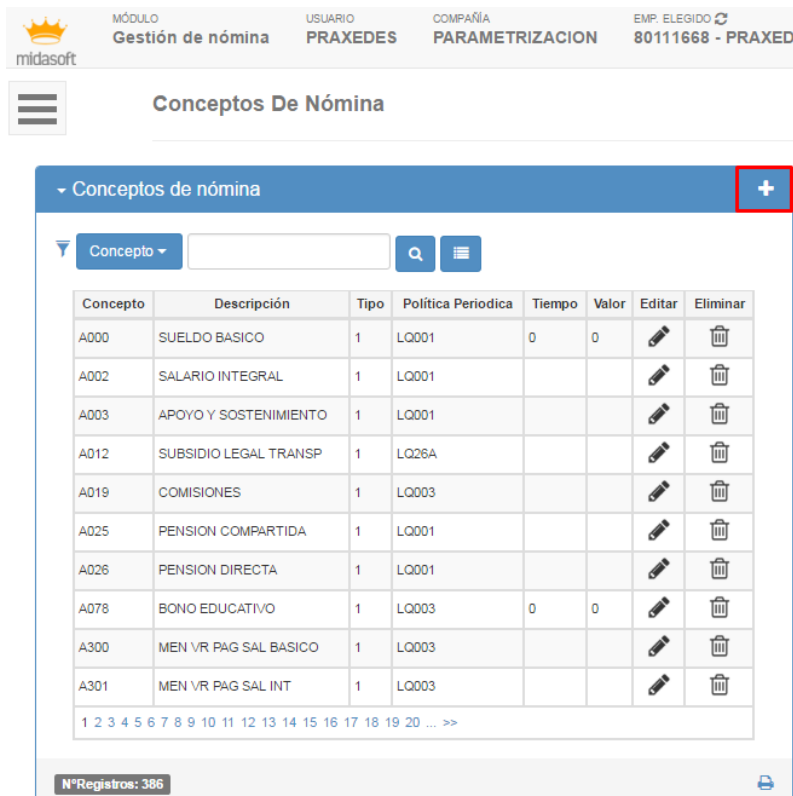 MÓDULO USUARIO COMPAÑÍA EMP. ELEGIDO
midasoft Gestión de nómina PRAXEDES PARAMETRIZACION 80111668 - PRAXED
Conceptos De Nómina
Conceptos de nómina
Concepto
Concepto Descripción Tipo Política Periodica Tiempo Valor Editar Eliminar
A000 SUELDO BASICO 1 LQ001 0 0
A002 SALARIO INTEGRAL 1 LQ001
A003 APOYO Y SOSTENIMIENTO 1 LQ001
A012 SUBSIDIO LEGAL TRANSP 1 LQ26A
A019 COMISIONES 1 LQ003
A025 PENSION COMPARTIDA 1 LQ001
A026 PENSION DIRECTA 1 LQ001
A078 BONO EDUCATIVO 1 LQ003 0 0
A300 MEN VR PAG SAL BASICO 1 LQ003
A301 MEN VR PAG SAL INT 1 LQ003
1 2 3 4 5 6 7 8 9 10 11 12 13 14 15 16 17 18 19 20 ... >>
NºRegistros: 386